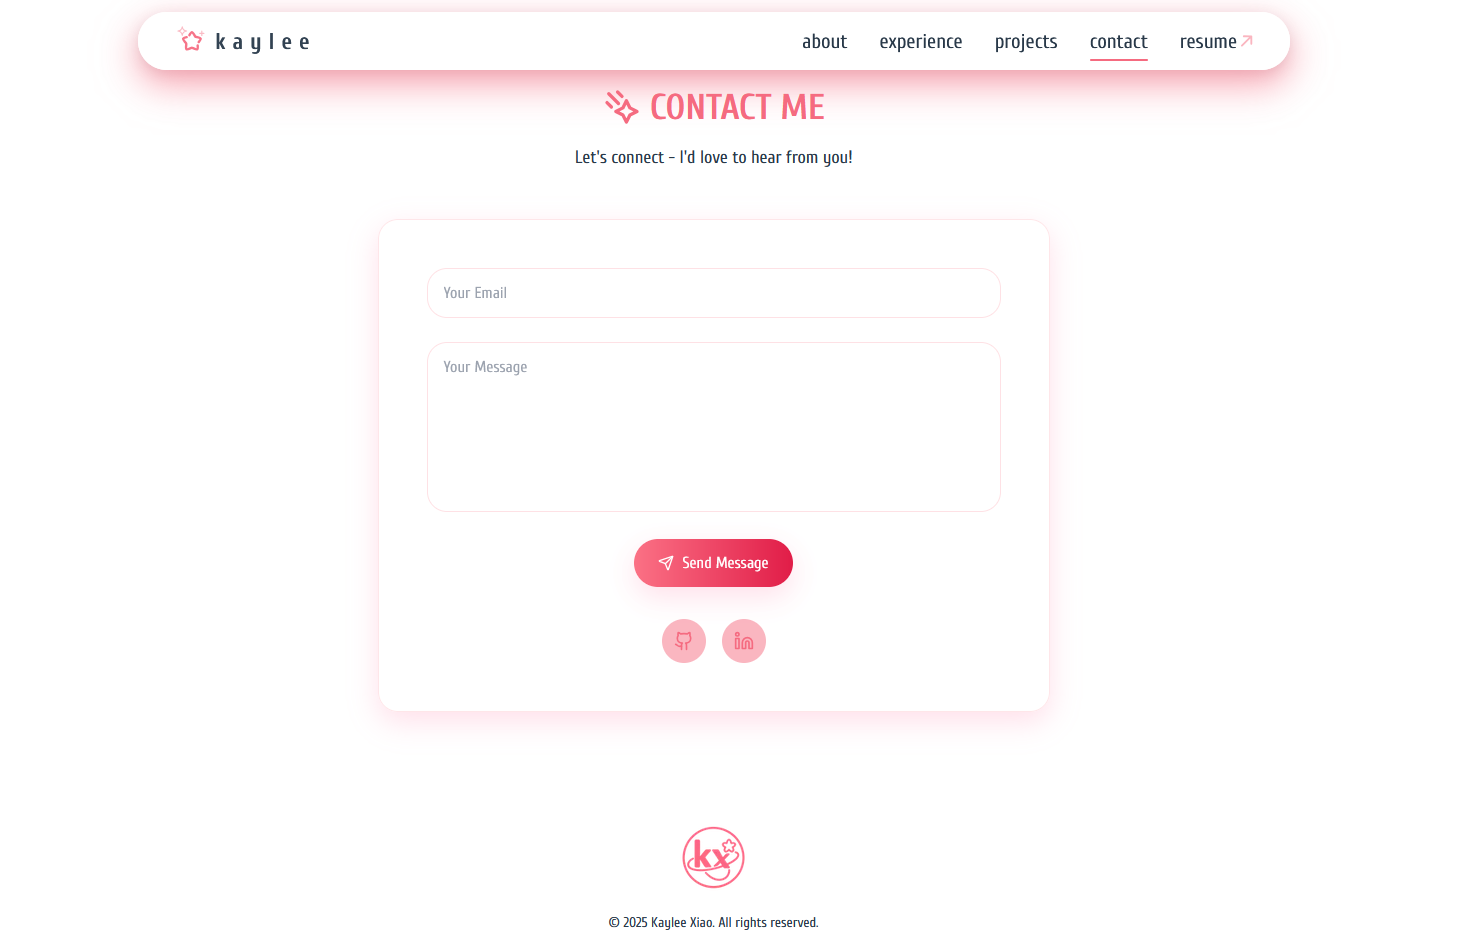 kaylee about experience projects contact resume
CONTACT ME
Let's connect - I'd love to hear from you!
Your Email
Your Message
Send Message
in
kx
© 2025 Kaylee Xiao. All rights reserved.